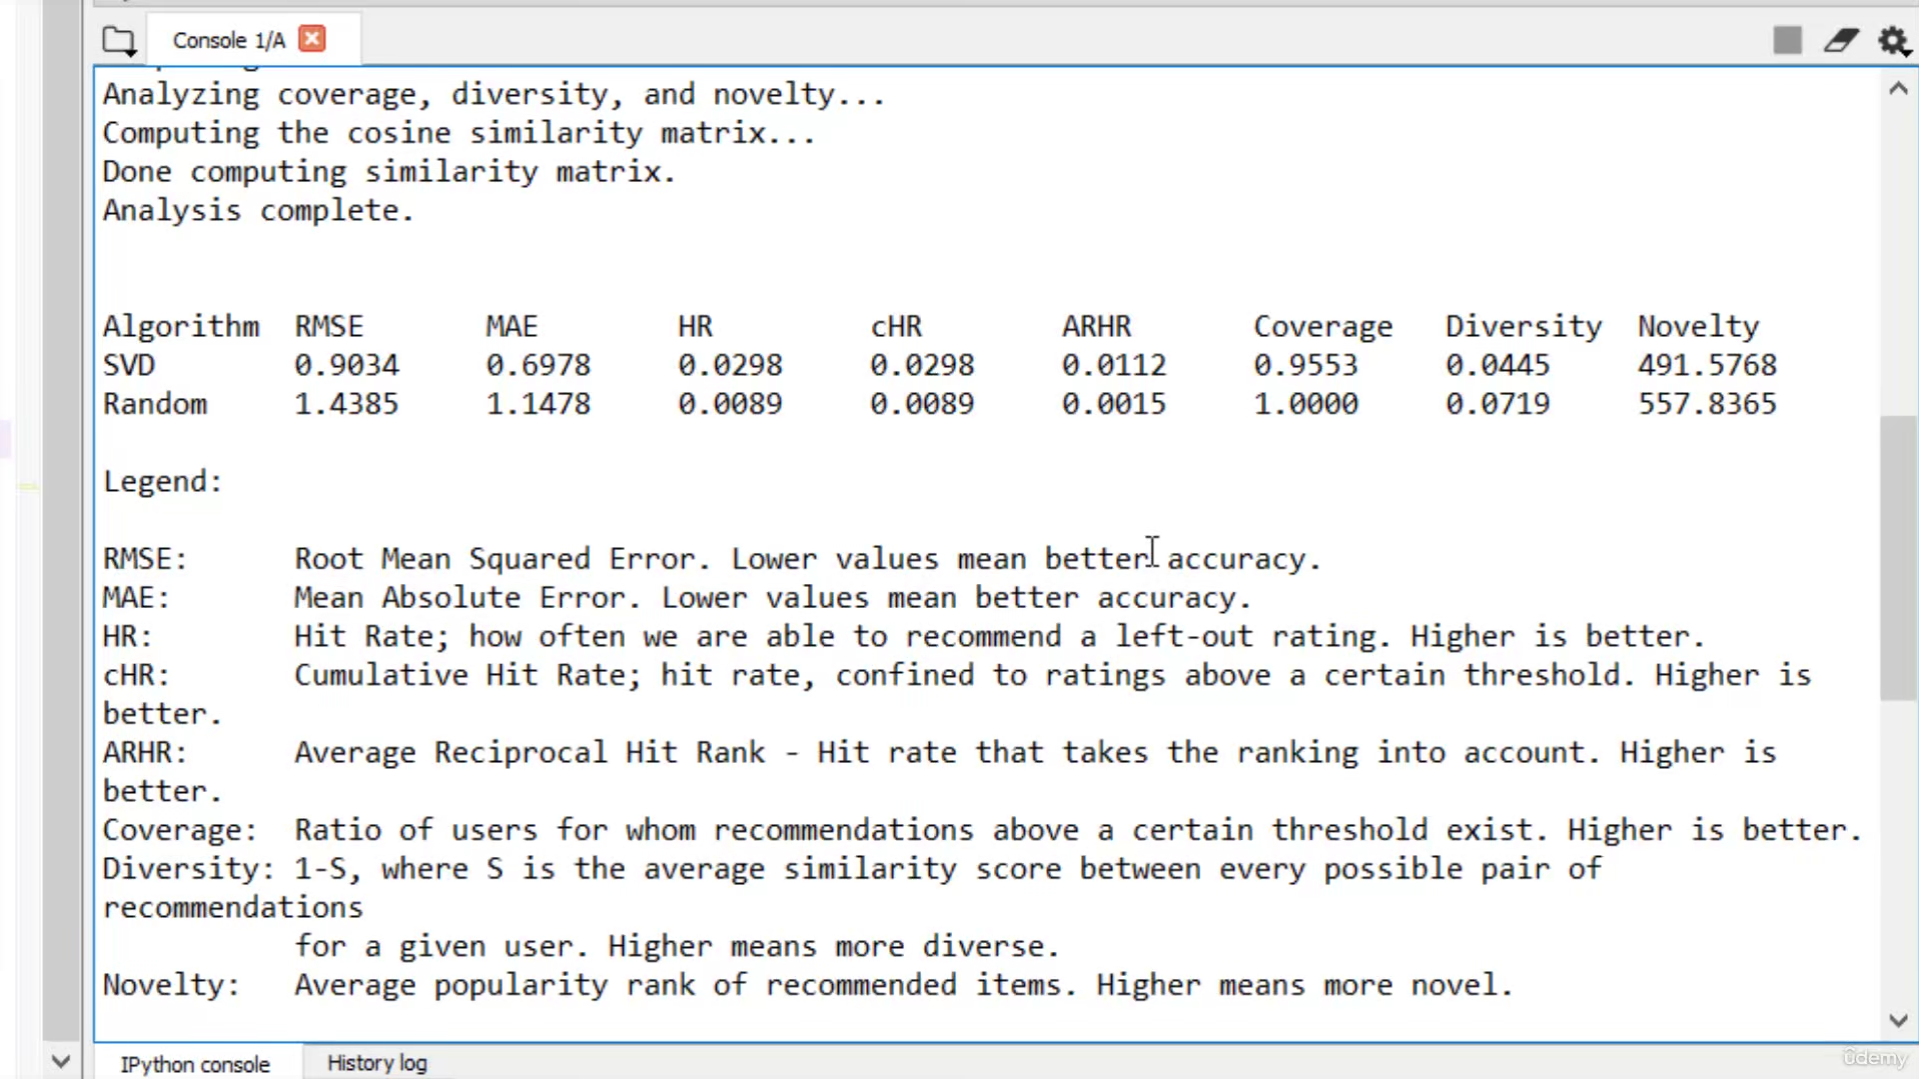 Console 1/A
Analyzing coverage, diversity, and novelty...
Computing the cosine similarity matrix...
Done computing similarity matrix.
Analysis complete.
Algorithm RMSE MAE HR cHR ARHR Coverage Diversity Novelty
SVD 0.9034 0.6978 0.0298 0.0298 0.0112 0.9553 0.0445 491.5768
Random 1.4385 1.1478 0.0089 0.0089 0.0015 1.0000 0.0719 557.8365
Legend:
RMSE: Root Mean Squared Error. Lower values mean better accuracy.
MAE: Mean Absolute Error. Lower values mean better accuracy.
HR: Hit Rate; how often we are able to recommend a left-out rating. Higher is better.
cHR: Cumulative Hit Rate; hit rate, confined to ratings above a certain threshold. Higher is
better.
ARHR: Average Reciprocal Hit Rank - Hit rate that takes the ranking into account. Higher is
better.
Coverage: Ratio of users for whom recommendations above a certain threshold exist. Higher is better.
Diversity: 1-S, where S is the average similarity score between every possible pair of
recommendations
for a given user. Higher means more diverse.
Novelty: Average popularity rank of recommended items. Higher means more novel.
IPython console History log
ûdemy